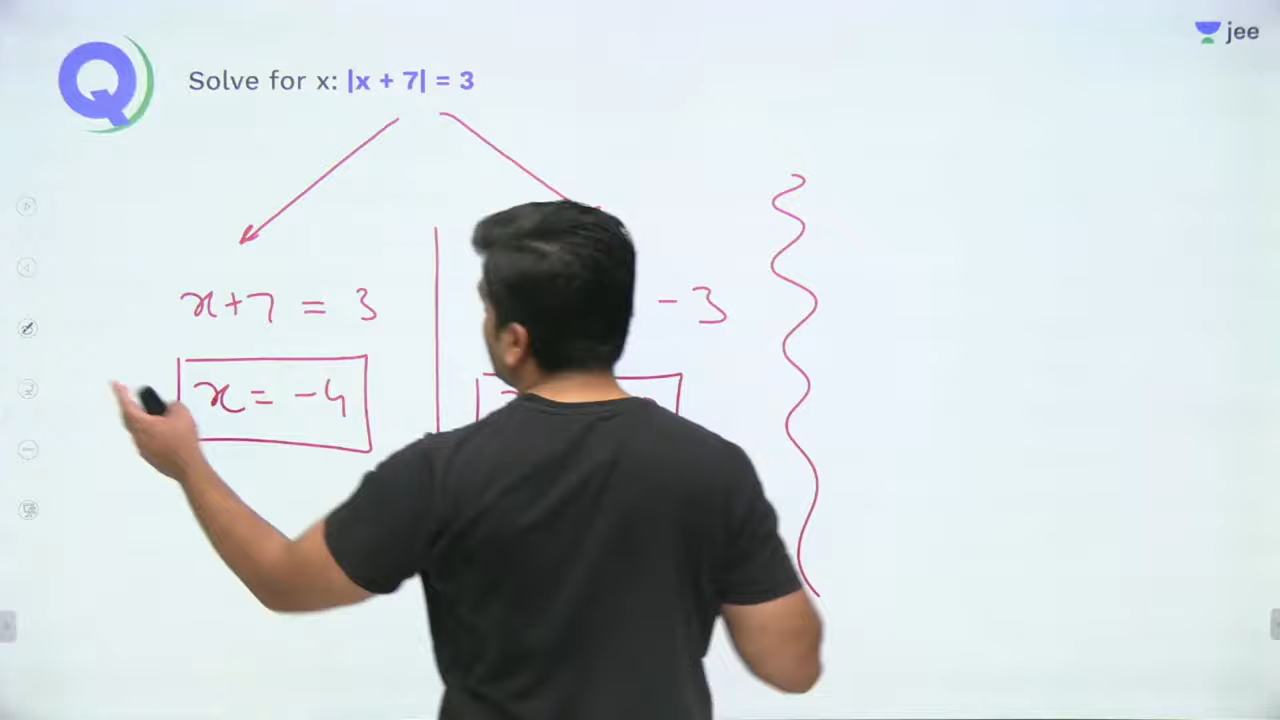 jee
Q Solve for x: |x + 7| = 3
x+7 = 3
-3
x = -4